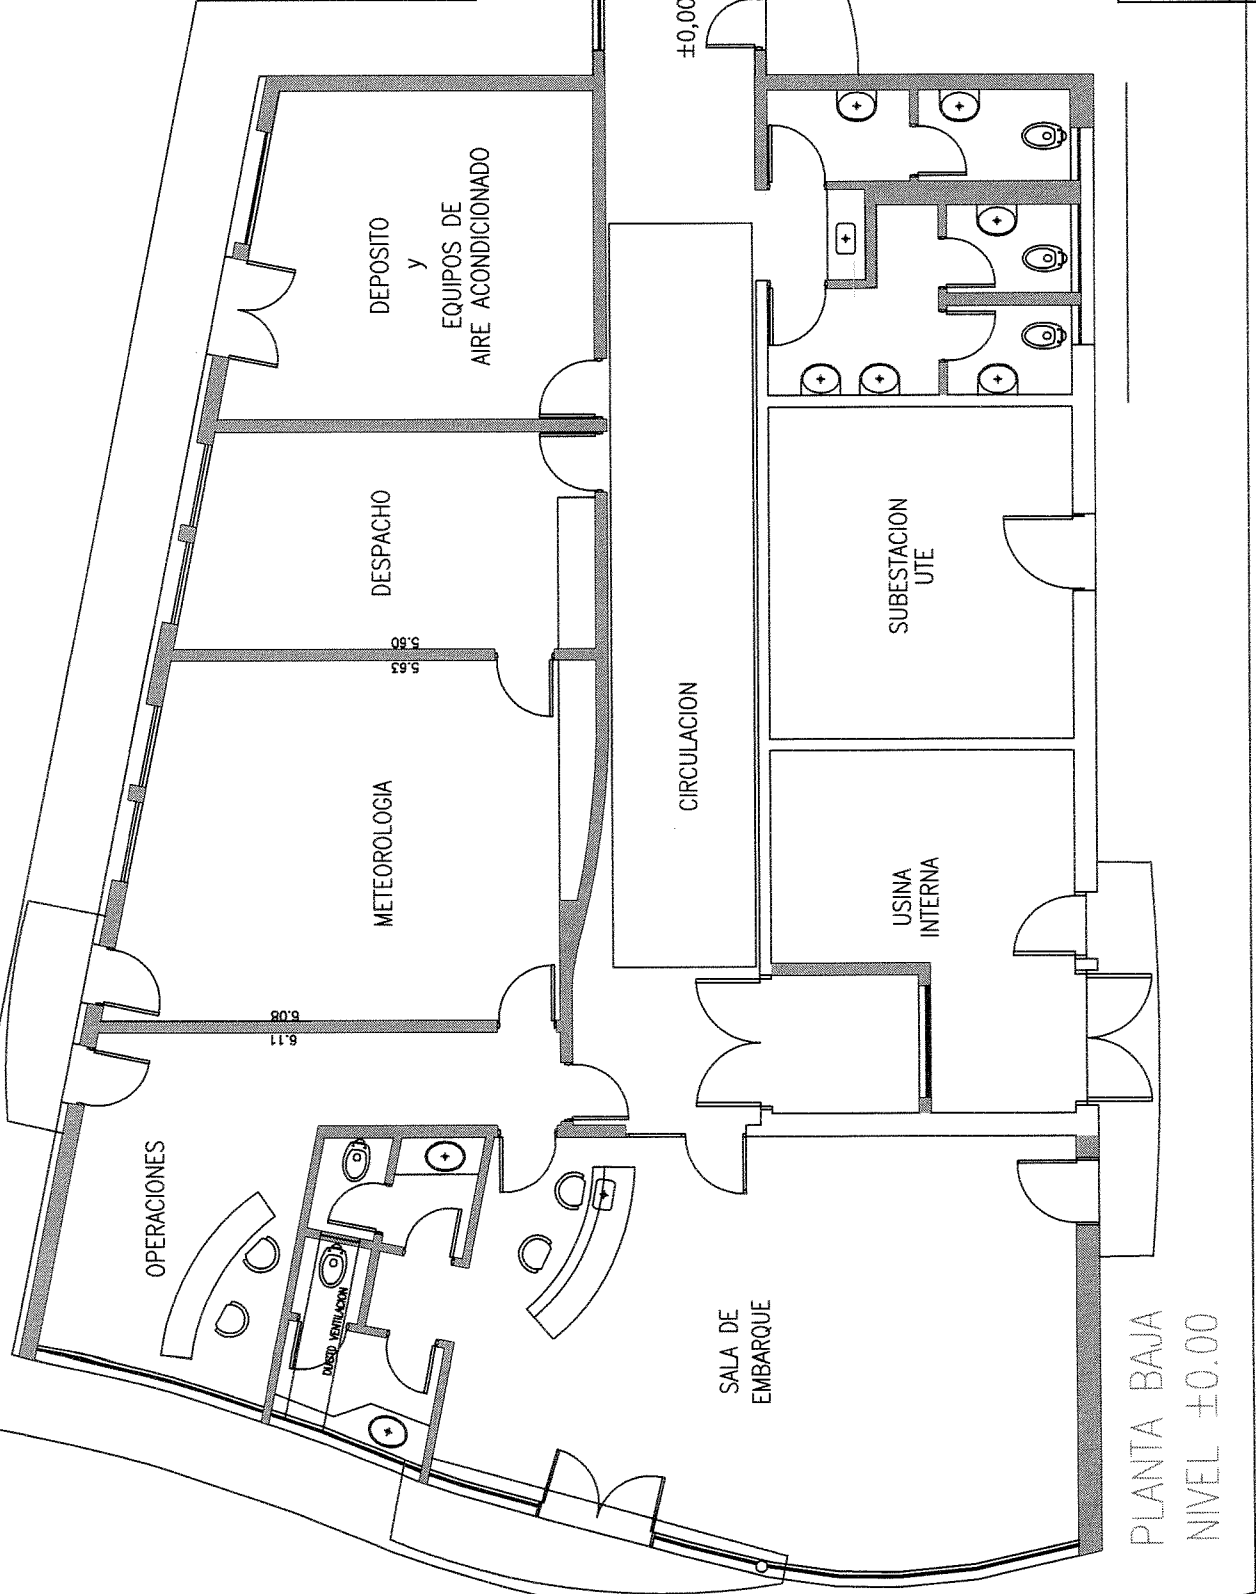 ±0,00
DEPOSITO
y
EQUIPOS DE
AIRE ACONDICIONADO
DESPACHO
5.60
5.63
METEOROLOGIA
6.08
6.11
OPERACIONES
DUCTO VENTILACION
CIRCULACION
SUBESTACION
UTE
USINA
INTERNA
SALA DE
EMBARQUE
PLANTA BAJA
NIVEL ±0.00